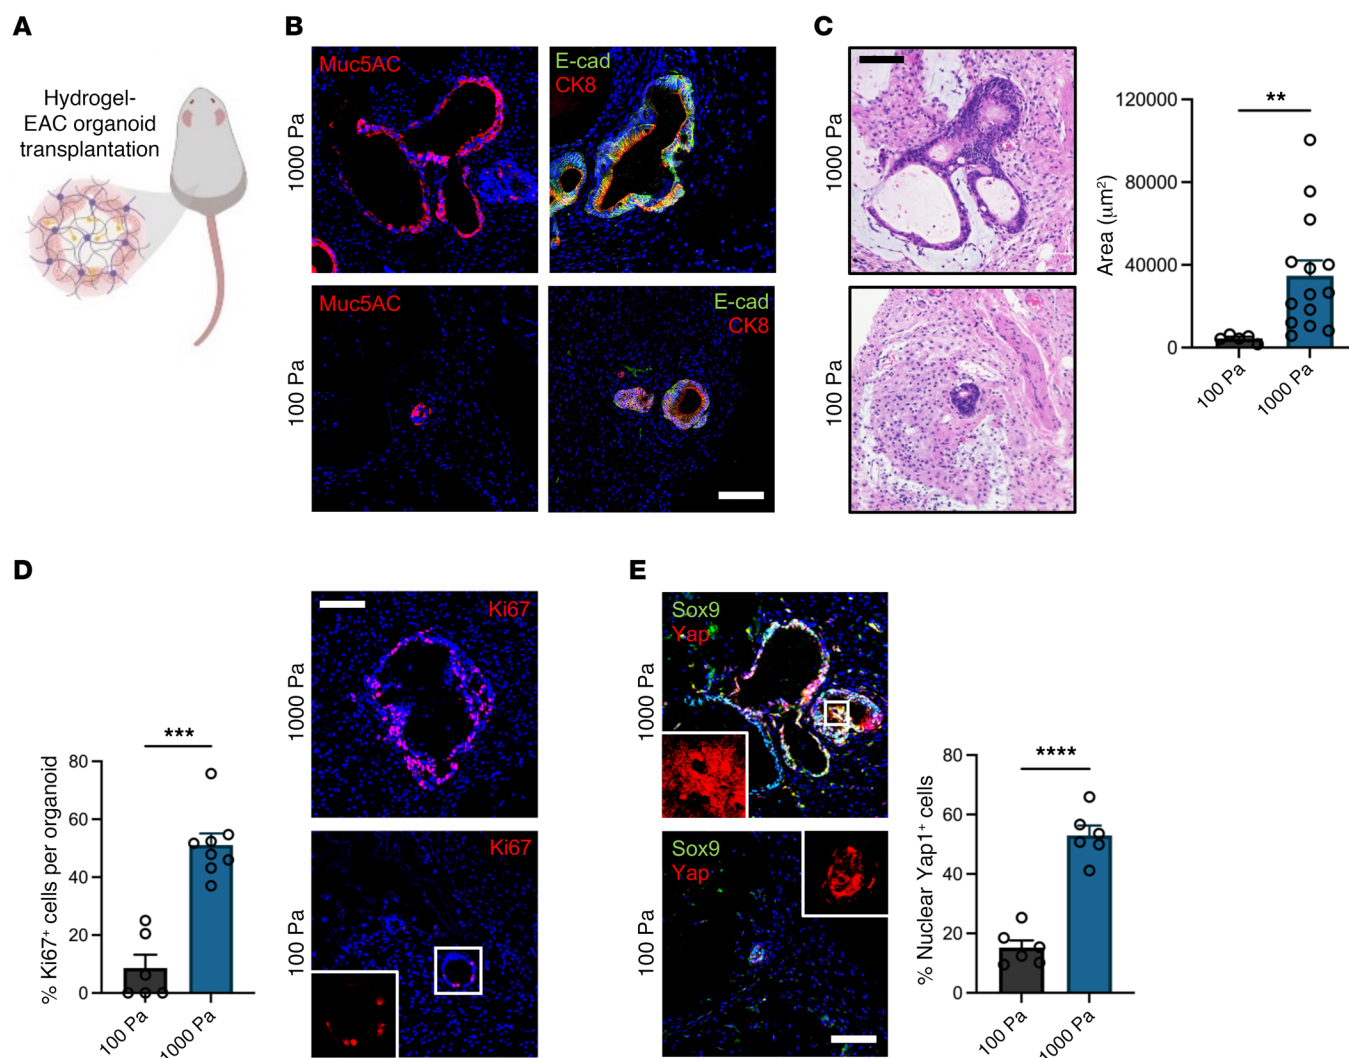 A
Hydrogel-
EAC organoid
transplantation
B
1000 Pa
Muc5AC
E-cad
CK8
100 Pa
Muc5AC
E-cad
CK8
C
1000 Pa
100 Pa
Area (μm²)
120000
80000
40000
0
**
100 Pa
1000 Pa
D
% Ki67⁺ cells per organoid
80
60
40
20
0
***
100 Pa
1000 Pa
1000 Pa
Ki67
100 Pa
Ki67
E
1000 Pa
Sox9
Yap
100 Pa
Sox9
Yap
% Nuclear Yap1⁺ cells
80
60
40
20
0
****
100 Pa
1000 Pa